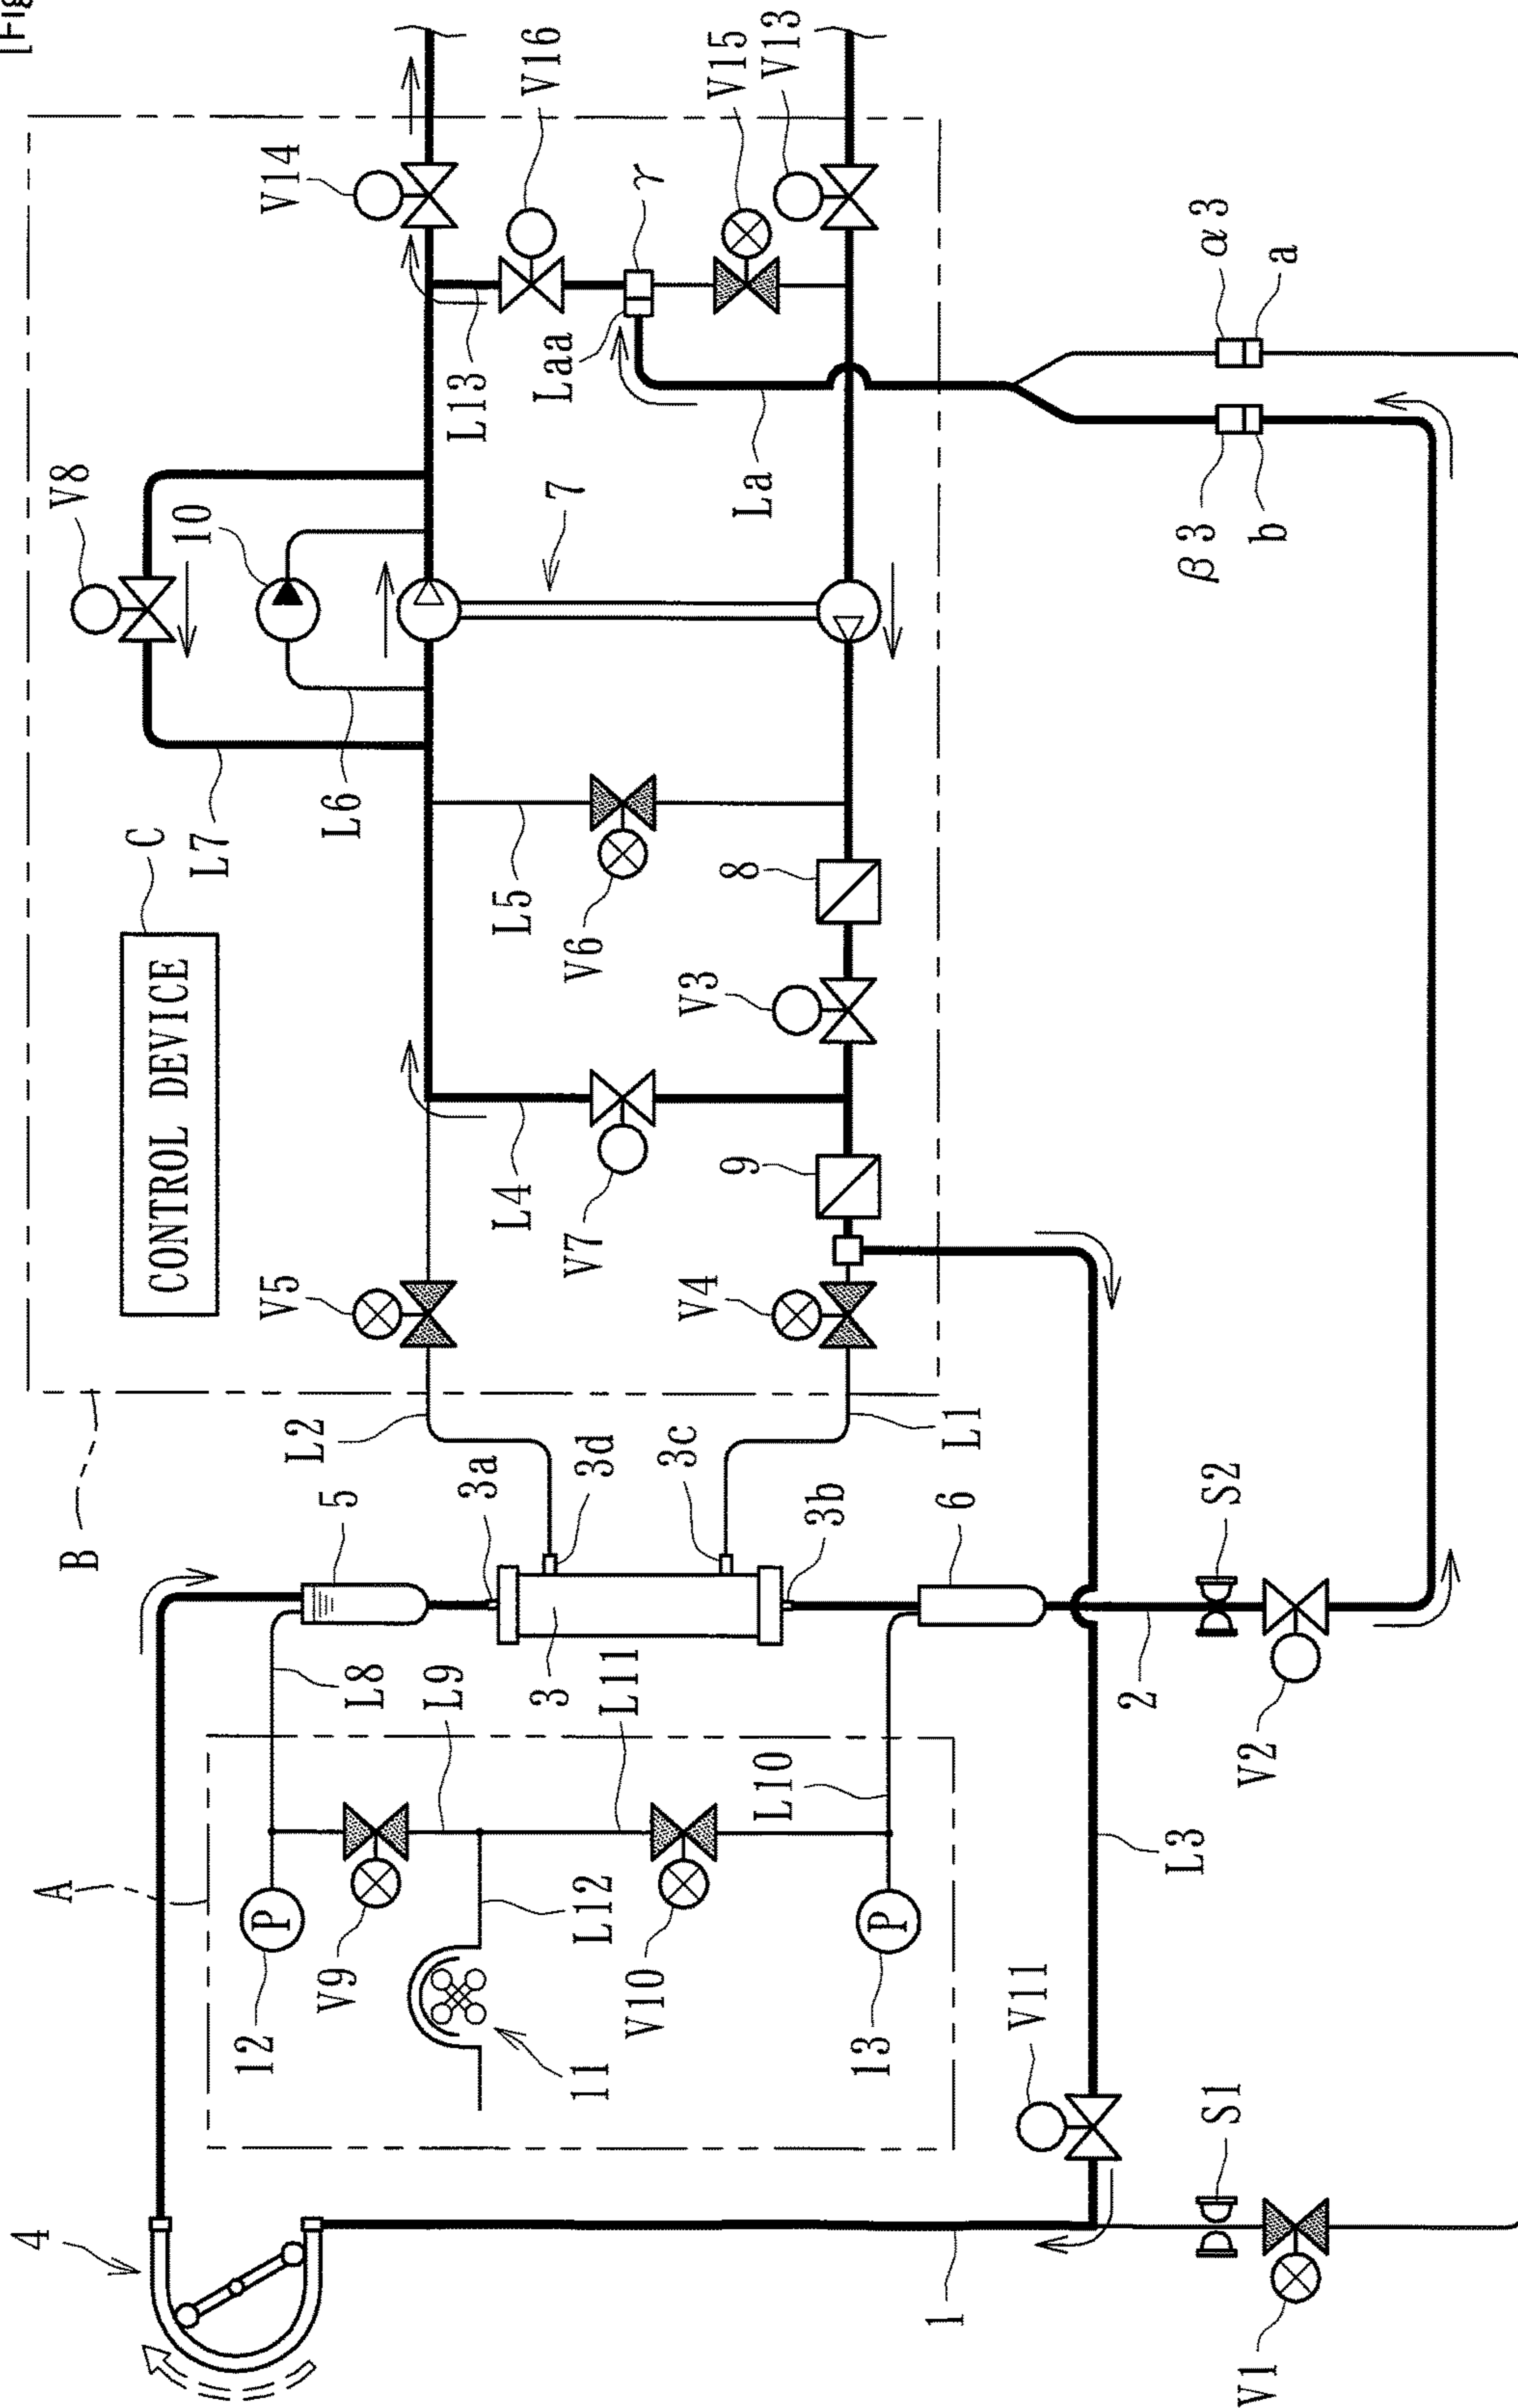 [Fig
V14
V16
V15
V13
γ
α3
a
L13
Laa
La
β3
b
V8
10
7
L6
L7
C
CONTROL DEVICE
L5
V6
8
V3
L4
V7
9
V5
V4
B
L2
L1
3d
3c
3a
3b
5
6
S2
3
L8
L9
L11
L10
2
V2
A
L3
P
P
L12
12
V9
V10
13
11
V11
S1
4
1
V1